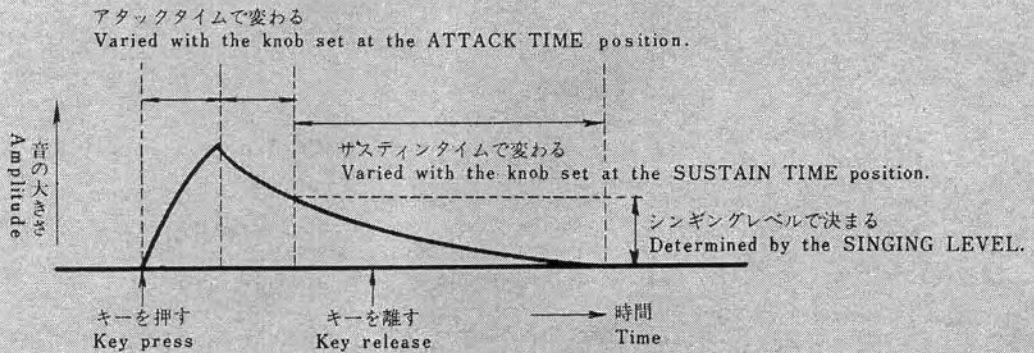 アタックタイムで変わる
Varied with the knob set at the ATTACK TIME position.
音の大きさ
Amplitude
サスティンタイムで変わる
Varied with the knob set at the SUSTAIN TIME position.
シンギングレベルで決まる
Determined by the SINGING LEVEL.
キーを押す
Key press
キーを離す
Key release
時間
Time